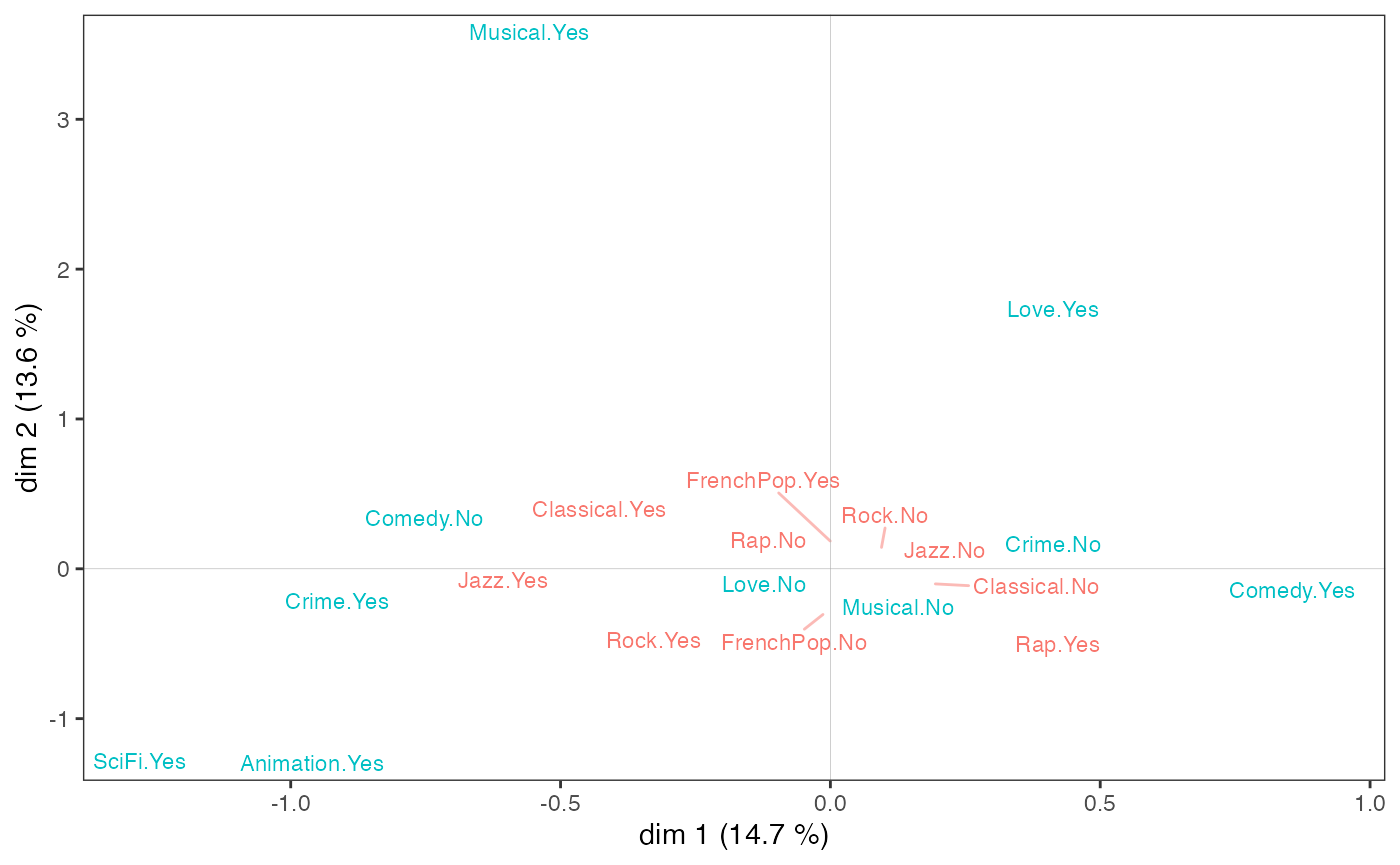 Musical.Yes
3
2
Love.Yes
dim 2 (13.6 %)
1
FrenchPop.Yes
Classical.Yes
Rock.No
Comedy.No
Rap.No
Crime.No
Jazz.No
0
Jazz.Yes
Love.No
Classical.No
Comedy.Yes
Crime.Yes
Musical.No
Rock.Yes
FrenchPop.No
Rap.Yes
-1
SciFi.Yes
Animation.Yes
-1.0
-0.5
0.0
0.5
1.0
dim 1 (14.7 %)